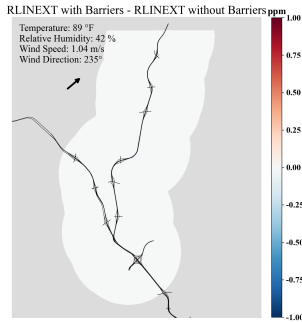 RLINEXT with Barriers - RLINEXT without Barriers
ppm
Temperature: 89 °F
Relative Humidity: 42 %
Wind Speed: 1.04 m/s
Wind Direction: 235°
1.00
0.75
0.50
0.25
0.00
-0.25
-0.50
-0.75
-1.00